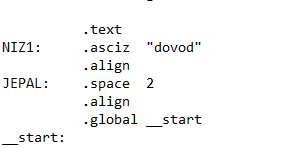 .text
NIZ1: .asciz "dovod"
.align
JEPAL: .space 2
.align
.global __start
__start: